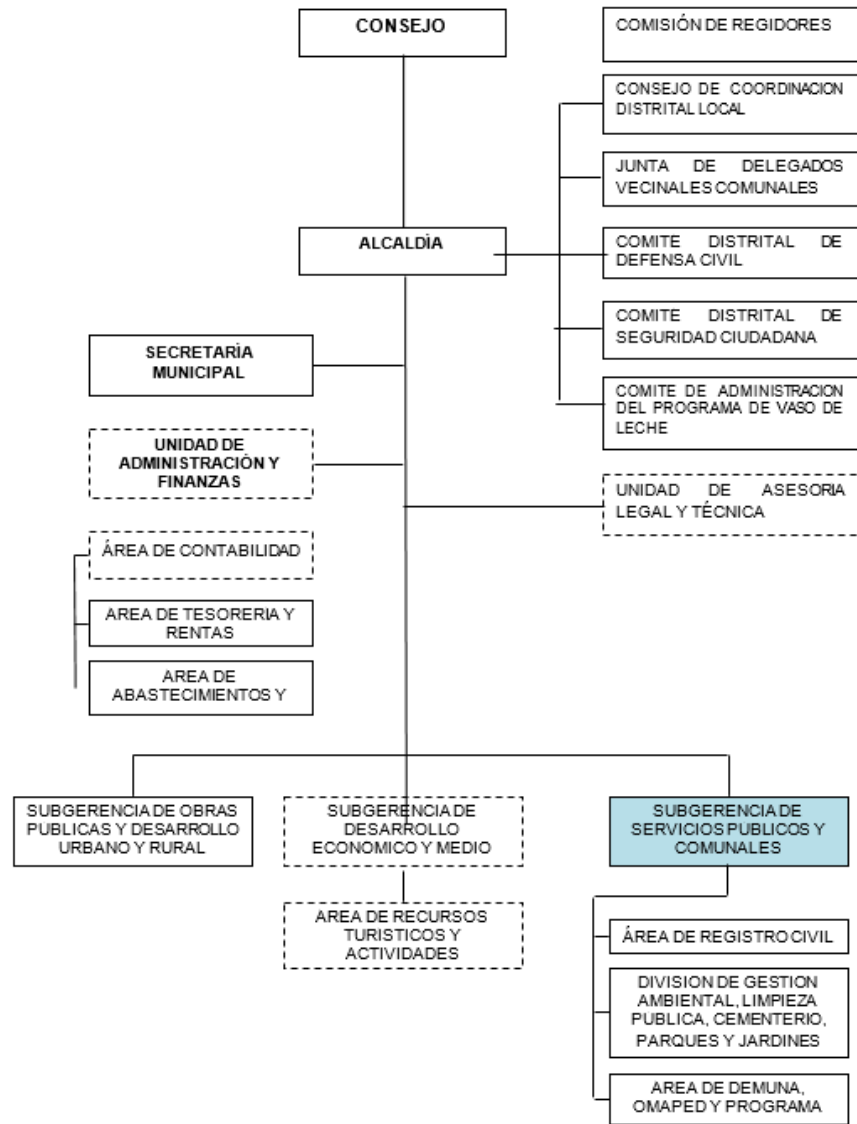 CONSEJO
COMISIÓN DE REGIDORES
CONSEJO DE COORDINACION
DISTRITAL LOCAL
JUNTA DE DELEGADOS
VECINALES COMUNALES
ALCALDÌA
COMITE DISTRITAL DE
DEFENSA CIVIL
COMITE DISTRITAL DE
SEGURIDAD CIUDADANA
SECRETARÌA
MUNICIPAL
COMITE DE ADMINISTRACION
DEL PROGRAMA DE VASO DE
LECHE
UNIDAD DE
ADMINISTRACIÓN Y
FINANZAS
UNIDAD DE ASESORIA
LEGAL Y TÉCNICA
ÁREA DE CONTABILIDAD
AREA DE TESORERIA Y
RENTAS
AREA DE
ABASTECIMIENTOS Y
SUBGERENCIA DE OBRAS
PUBLICAS Y DESARROLLO
URBANO Y RURAL
SUBGERENCIA DE
DESARROLLO
ECONOMICO Y MEDIO
SUBGERENCIA DE
SERVICIOS PUBLICOS Y
COMUNALES
AREA DE RECURSOS
TURISTICOS Y
ACTIVIDADES
ÁREA DE REGISTRO CIVIL
DIVISION DE GESTION
AMBIENTAL, LIMPIEZA
PUBLICA, CEMENTERIO,
PARQUES Y JARDINES
AREA DE DEMUNA,
OMAPED Y PROGRAMA